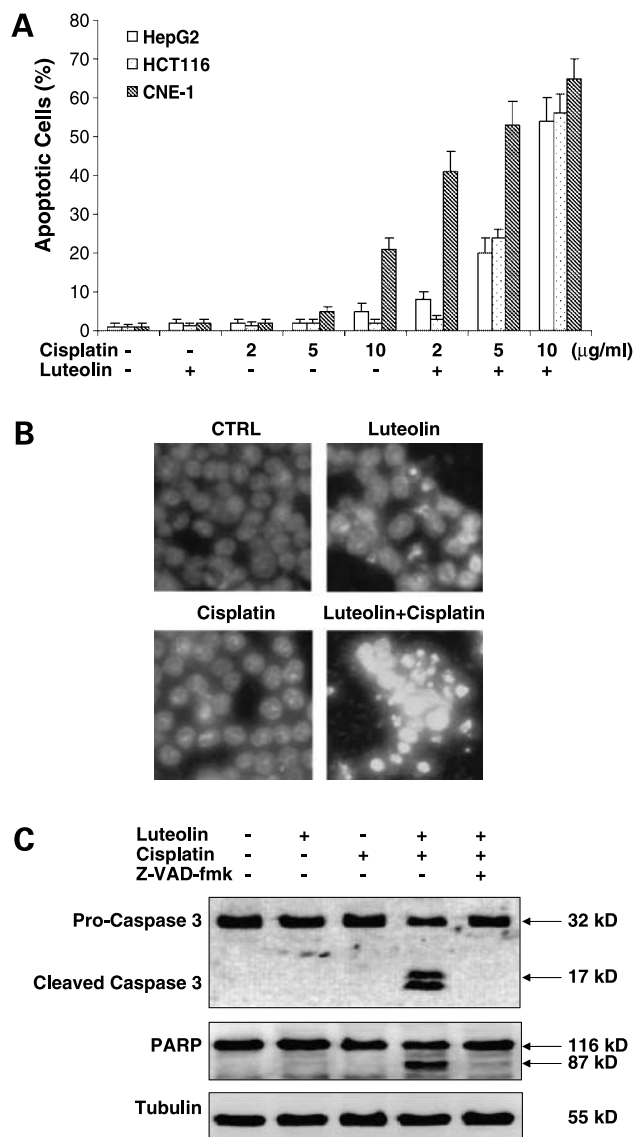 A
HepG2
HCT116
CNE-1
Apoptotic Cells (%)
80
70
60
50
40
30
20
10
0
Cisplatin - - 2 5 10 2 5 10 (μg/ml)
Luteolin - + - - - + + +
B
CTRL Luteolin
Cisplatin Luteolin+Cisplatin
C
Luteolin - + - + +
Cisplatin - - + + +
Z-VAD-fmk - - - - +
Pro-Caspase 3 32 kD
Cleaved Caspase 3 17 kD
PARP 116 kD
87 kD
Tubulin 55 kD